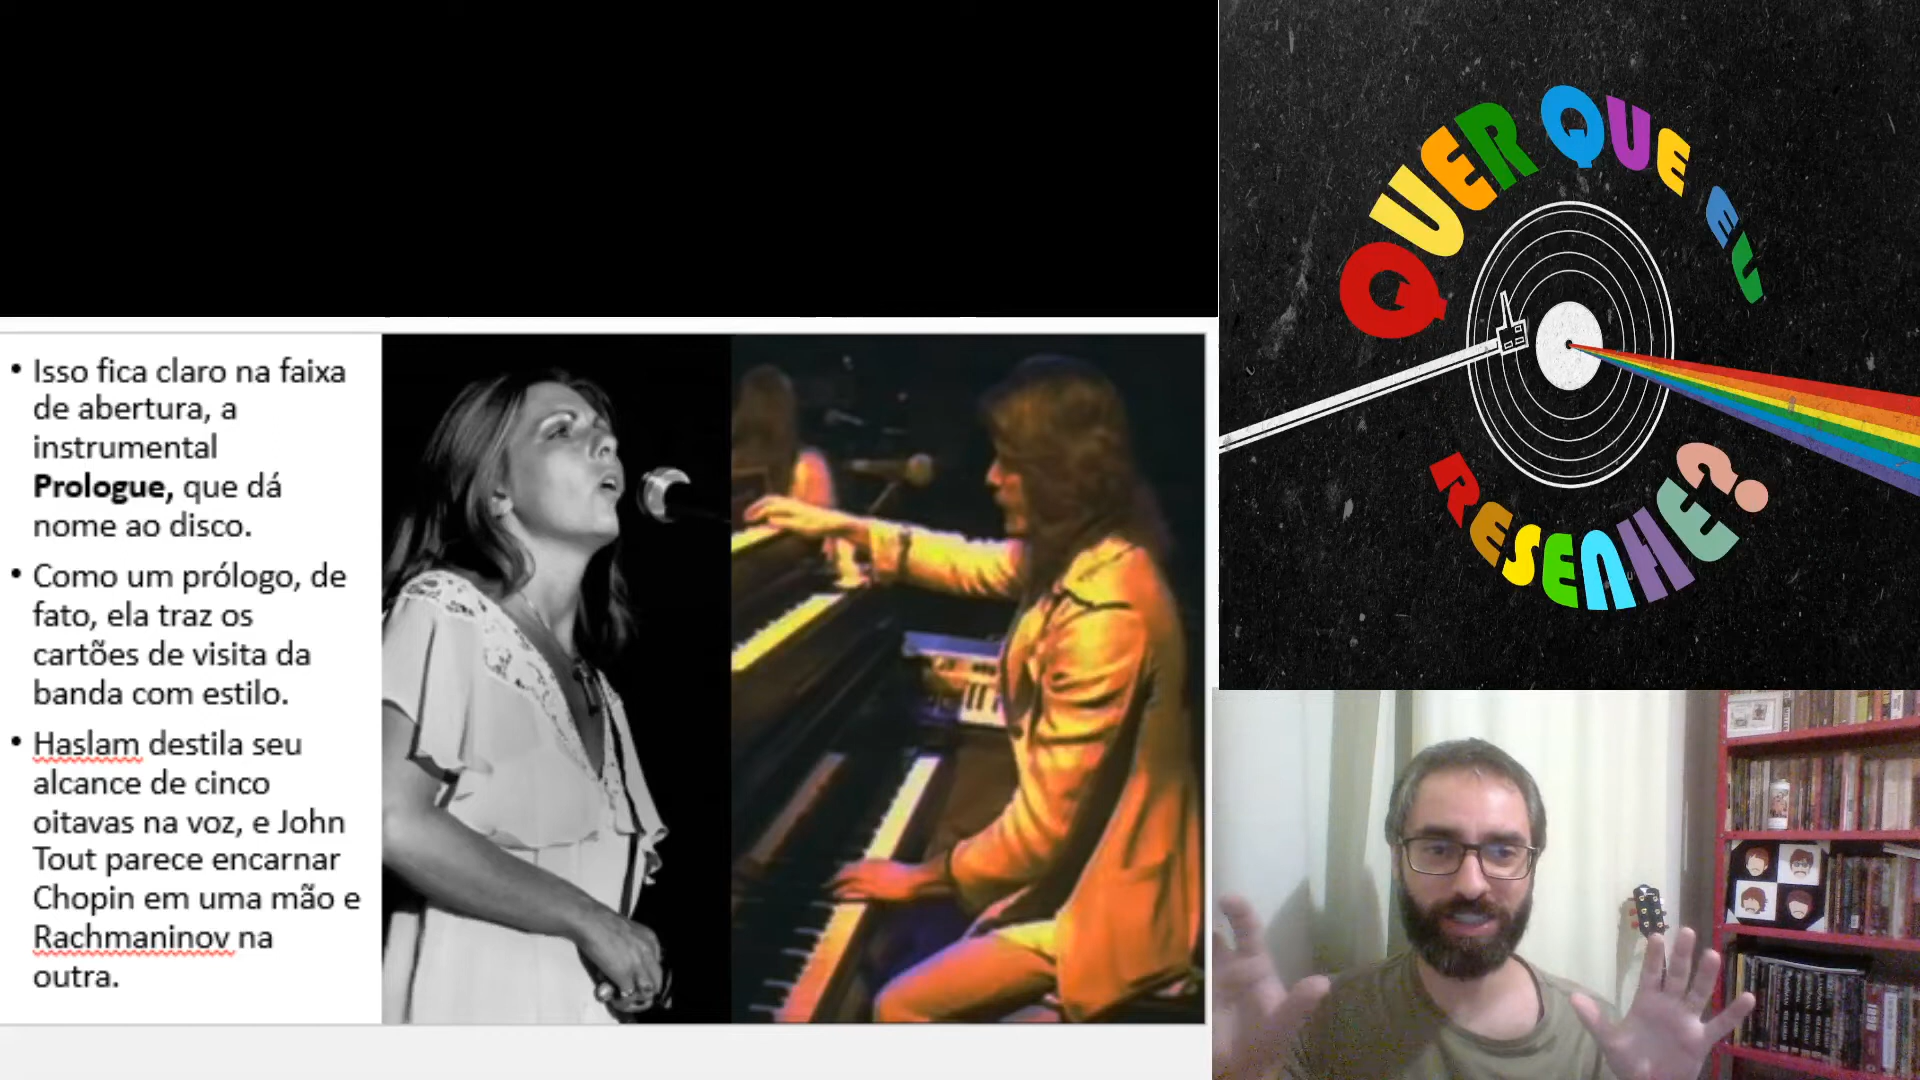 • Isso fica claro na faixa
de abertura, a
instrumental
Prologue, que dá
nome ao disco.
• Como um prólogo, de
fato, ela traz os
cartões de visita da
banda com estilo.
• Haslam destila seu
alcance de cinco
oitavas na voz, e John
Tout parece encarnar
Chopin em uma mão e
Rachmaninov na
outra.
QUER QUE EU
RESENHE?